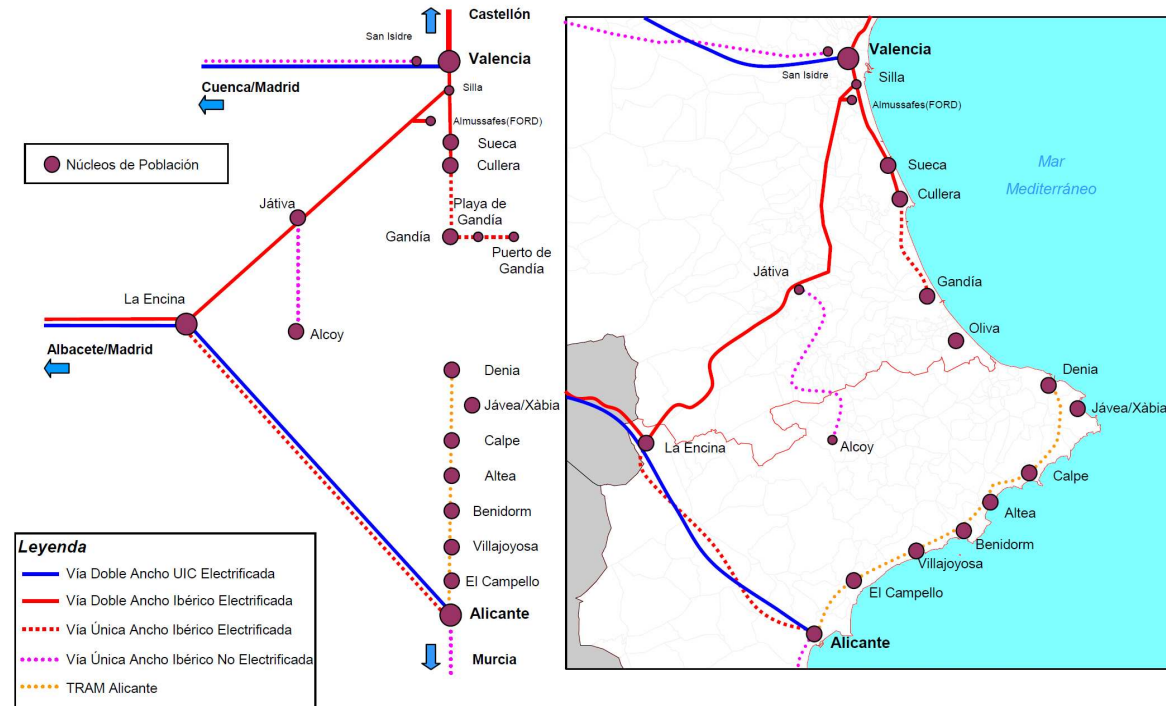 Castellón
San Isidre
Valencia
Cuenca/Madrid
Silla
Almussafes(FORD)
Sueca
Núcleos de Población
Cullera
Játiva
Playa de
Gandía
Gandía
Puerto de
Gandía
La Encina
Alcoy
Albacete/Madrid
Denia
Jávea/Xàbia
Calpe
Altea
Benidorm
Villajoyosa
El Campello
Alicante
Murcia
Leyenda
Vía Doble Ancho UIC Electrificada
Vía Doble Ancho Ibérico Electrificada
Vía Única Ancho Ibérico Electrificada
Vía Única Ancho Ibérico No Electrificada
TRAM Alicante
Valencia
San Isidre
Silla
Almussafes(FORD)
Sueca
Mar
Mediterráneo
Cullera
Játiva
Gandía
Oliva
Denia
Jávea/Xàbia
La Encina
Alcoy
Calpe
Altea
Benidorm
Villajoyosa
El Campello
Alicante